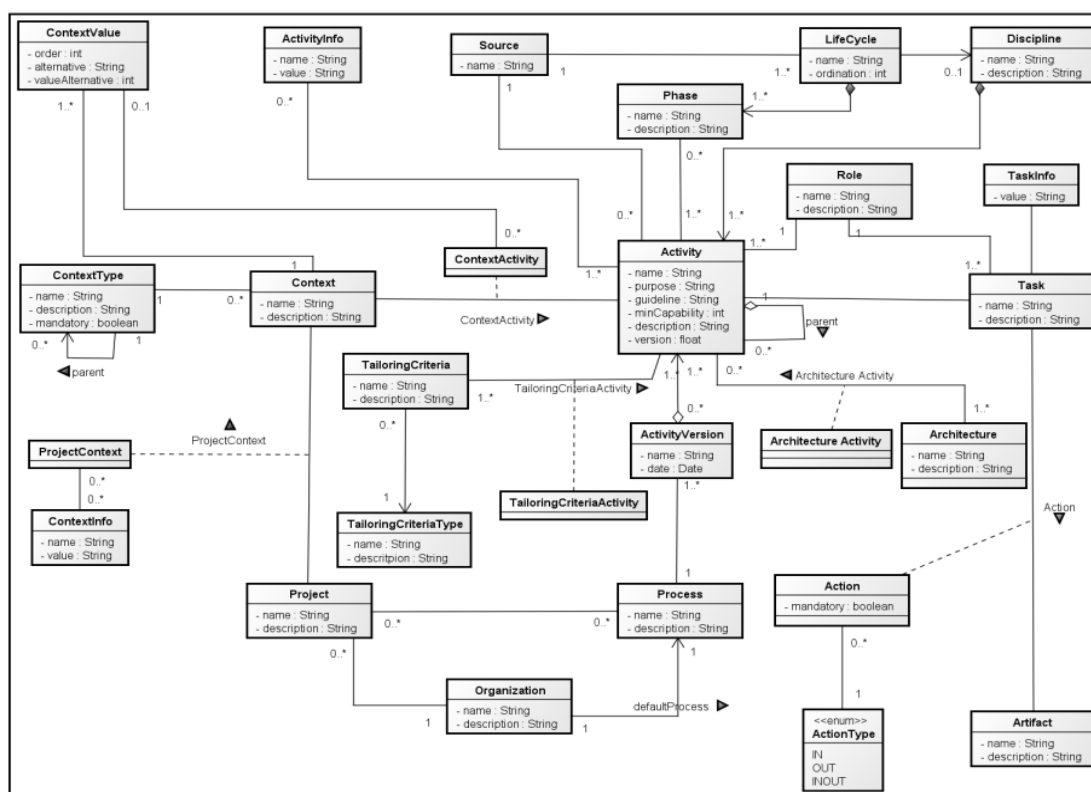 ContextValue
- order : int
- alternative : String
- valueAlternative : int
1..*
0..1
ActivityInfo
- name : String
- value : String
0..*
Source
- name : String
1
1
1..*
LifeCycle
- name : String
- ordination : int
0..1
Discipline
- name : String
- description : String
Phase
- name : String
- description : String
1..*
0..*
Role
- name : String
- description : String
1
1
TaskInfo
- value : String
0..*
1..*
1..*
1..*
1..*
1..*
0..*
ContextActivity
ContextType
- name : String
- description : String
- mandatory : boolean
1
0..*
0..*
1
parent
1
Context
- name : String
- description : String
ContextActivity
Activity
- name : String
- purpose : String
- guideline : String
- minCapability : int
- description : String
- version : float
1
parent
0..*
Task
- name : String
- description : String
TailoringCriteria
- name : String
- description : String
1..*
0..*
TailoringCriteriaActivity
1..*
1..*
0..*
Architecture Activity
1..*
0..*
ProjectContext
ProjectContext
0..*
0..*
ContextInfo
- name : String
- value : String
1
TailoringCriteriaType
- name : String
- descritpion : String
TailoringCriteriaActivity
ActivityVersion
- name : String
- date : Date
1..*
Architecture Activity
Architecture
- name : String
- description : String
Action
Project
- name : String
- description : String
0..*
0..*
0..*
1
Process
- name : String
- description : String
1
Action
- mandatory : boolean
0..*
1
Organization
- name : String
- description : String
1
1
defaultProcess
<<enum>>
ActionType
IN
OUT
INOUT
Artifact
- name : String
- description : String